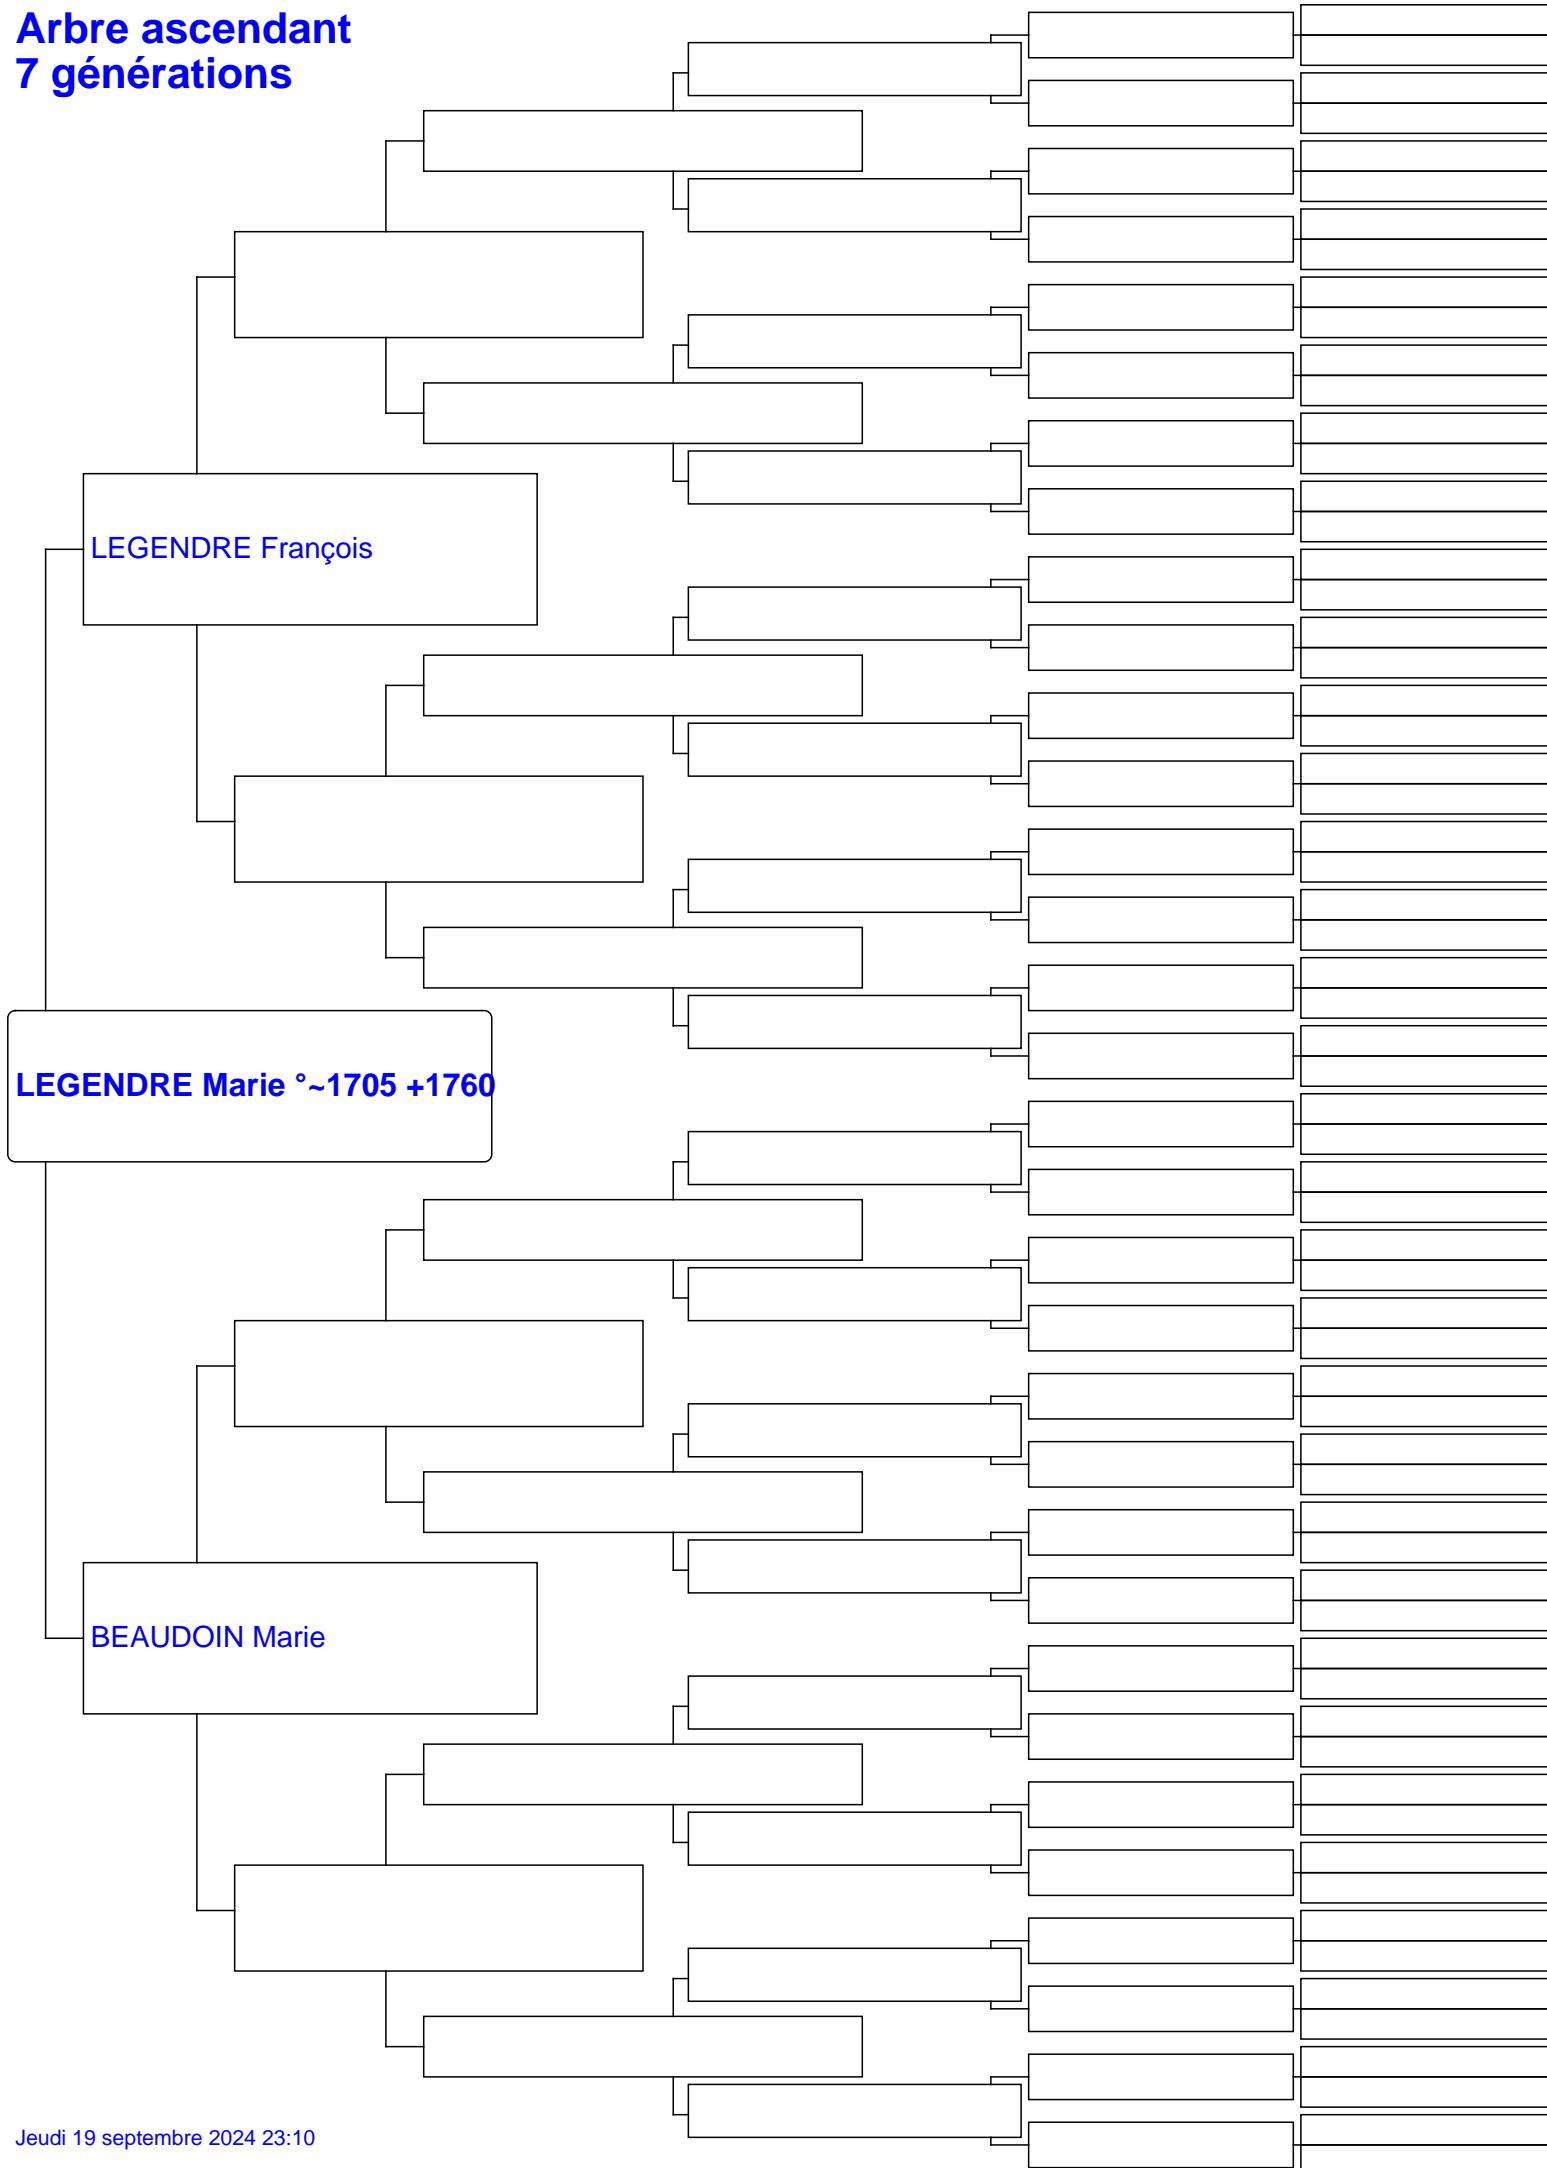 Arbre ascendant
7 générations
LEGENDRE François
LEGENDRE Marie °~1705 +1760
BEAUDOIN Marie
Jeudi 19 septembre 2024 23:10